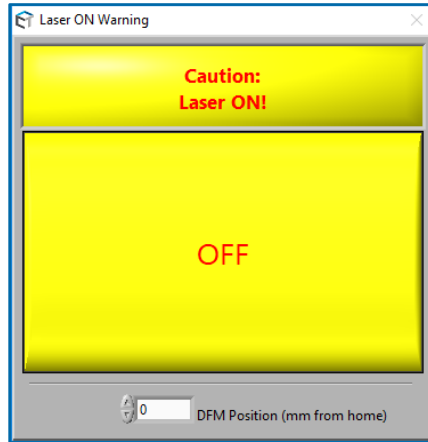 Laser ON Warning
Caution:
Laser ON!
OFF
0 DFM Position (mm from home)